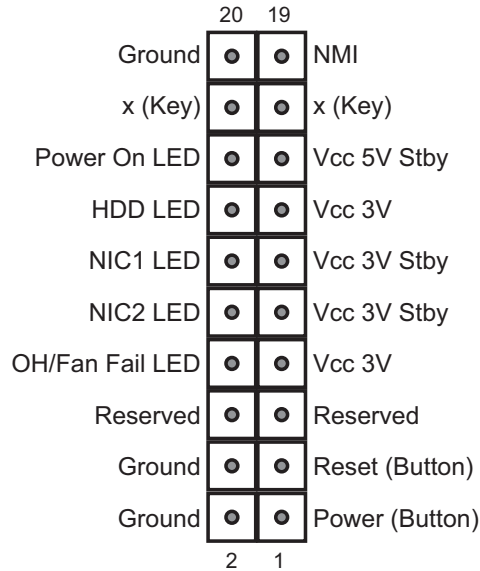 20 19
Ground NMI
x (Key) x (Key)
Power On LED Vcc 5V Stby
HDD LED Vcc 3V
NIC1 LED Vcc 3V Stby
NIC2 LED Vcc 3V Stby
OH/Fan Fail LED Vcc 3V
Reserved Reserved
Ground Reset (Button)
Ground Power (Button)
2 1